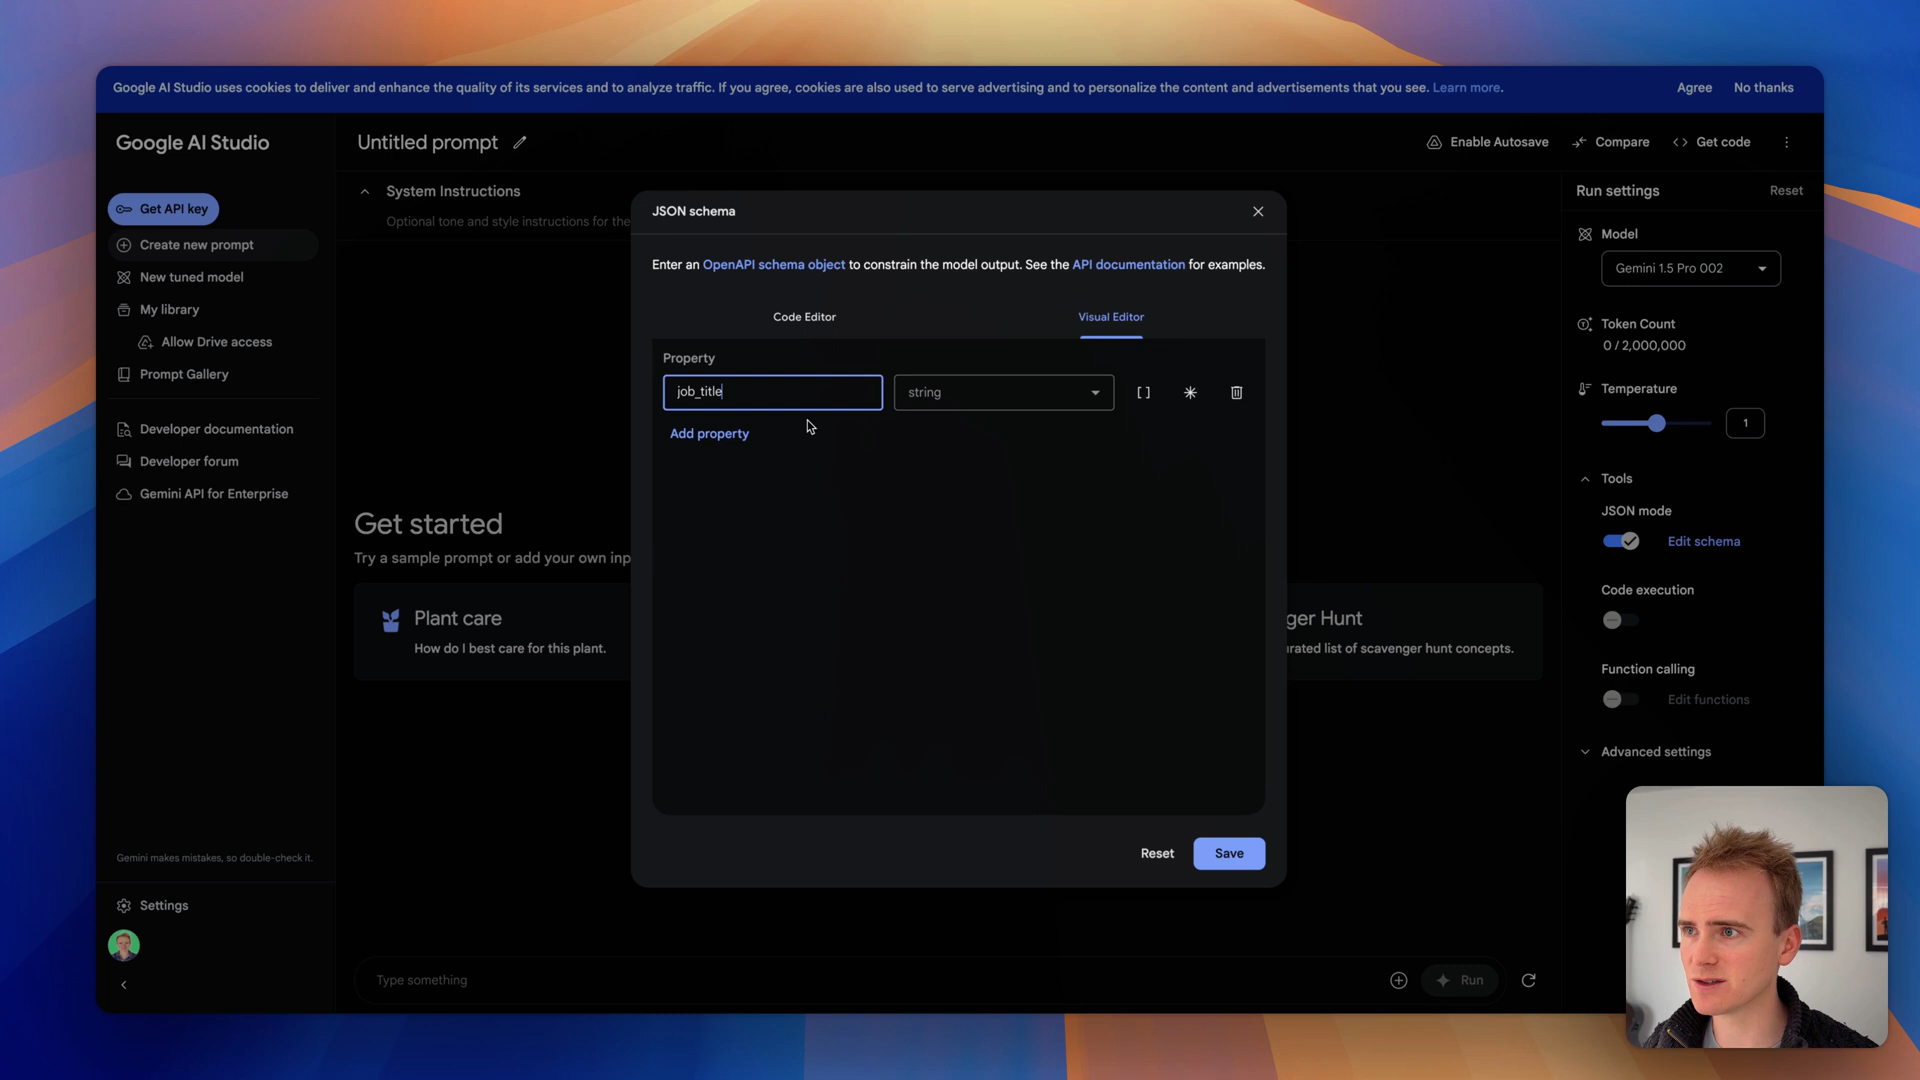 Google AI Studio uses cookies to deliver and enhance the quality of its services and to analyze traffic. If you agree, cookies are also used to serve advertising and to personalize the content and advertisements that you see. Learn more.
Agree
No thanks
Google AI Studio
Untitled prompt
Enable Autosave
Compare
<> Get code
Get API key
Create new prompt
New tuned model
My library
Allow Drive access
Prompt Gallery
Developer documentation
Developer forum
Gemini API for Enterprise
Gemini makes mistakes, so double-check it.
Settings
System Instructions
Optional tone and style instructions for the
Get started
Try a sample prompt or add your own inp
Plant care
How do I best care for this plant.
ger Hunt
rated list of scavenger hunt concepts.
Type something
Run
JSON schema
Enter an OpenAPI schema object to constrain the model output. See the API documentation for examples.
Code Editor
Visual Editor
Property
job_title
string
[ ]
Add property
Reset
Save
Run settings
Reset
Model
Gemini 1.5 Pro 002
Token Count
0 / 2,000,000
Temperature
1
Tools
JSON mode
Edit schema
Code execution
Function calling
Edit functions
Advanced settings